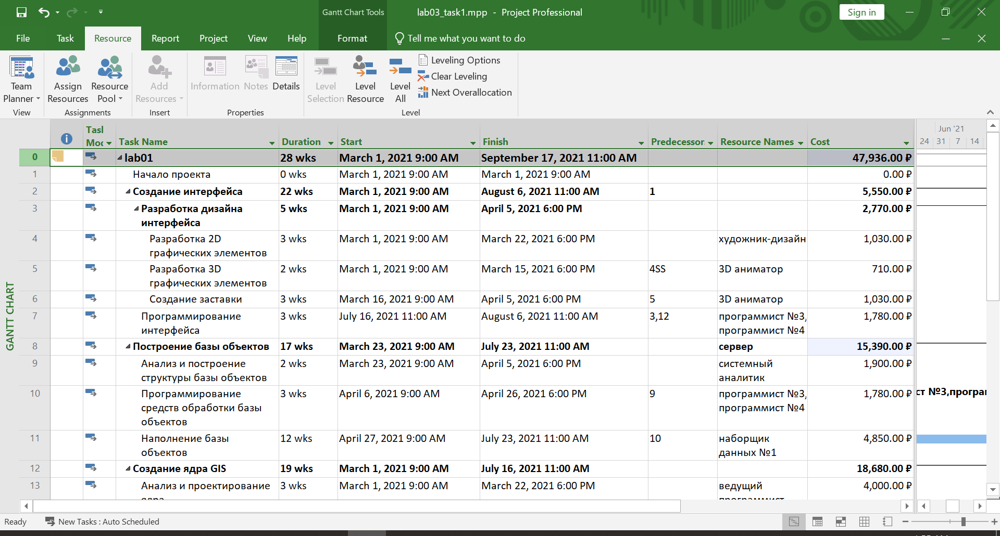 Gantt Chart Tools
lab03_task1.mpp - Project Professional
Sign in
File Task Resource Report Project View Help Format Tell me what you want to do
Team Planner
Assign Resources
Resource Pool
Add Resources
Information
Notes
Details
Level Selection
Level Resource
Level All
Leveling Options
Clear Leveling
Next Overallocation
View Assignments Insert Properties Level
Jun '21
24 31 7 14
Task Name Duration Start Finish Predecessor Resource Names Cost
0 lab01 28 wks March 1, 2021 9:00 AM September 17, 2021 11:00 AM 47,936.00 ₽
1 Начало проекта 0 wks March 1, 2021 9:00 AM March 1, 2021 9:00 AM 0.00 ₽
2 Создание интерфейса 22 wks March 1, 2021 9:00 AM August 6, 2021 11:00 AM 1 5,550.00 ₽
3 Разработка дизайна 5 wks March 1, 2021 9:00 AM April 5, 2021 6:00 PM 2,770.00 ₽
интерфейса
4 Разработка 2D 3 wks March 1, 2021 9:00 AM March 22, 2021 6:00 PM художник-дизайн 1,030.00 ₽
графических элементов
5 Разработка 3D 2 wks March 1, 2021 9:00 AM March 15, 2021 6:00 PM 4SS 3D аниматор 710.00 ₽
графических элементов
6 Создание заставки 3 wks March 16, 2021 9:00 AM April 5, 2021 6:00 PM 5 3D аниматор 1,030.00 ₽
7 Программирование 3 wks July 16, 2021 11:00 AM August 6, 2021 11:00 AM 3,12 программист №3, 1,780.00 ₽
интерфейса программист №4
8 Построение базы объектов 17 wks March 23, 2021 9:00 AM July 23, 2021 11:00 AM сервер 15,390.00 ₽
9 Анализ и построение 2 wks March 23, 2021 9:00 AM April 5, 2021 6:00 PM системный 1,900.00 ₽
структуры базы объектов аналитик
10 Программирование 3 wks April 6, 2021 9:00 AM April 26, 2021 6:00 PM 9 программист №3, 1,780.00 ₽
средств обработки базы программист №4
объектов
ст №3,програ
11 Наполнение базы 12 wks April 27, 2021 9:00 AM July 23, 2021 11:00 AM 10 наборщик 4,850.00 ₽
объектов данных №1
12 Создание ядра GIS 19 wks March 1, 2021 9:00 AM July 16, 2021 11:00 AM 18,680.00 ₽
13 Анализ и проектирование 3 wks March 1, 2021 9:00 AM March 22, 2021 6:00 PM ведущий 4,000.00 ₽
GANTT CHART
Ready New Tasks : Auto Scheduled